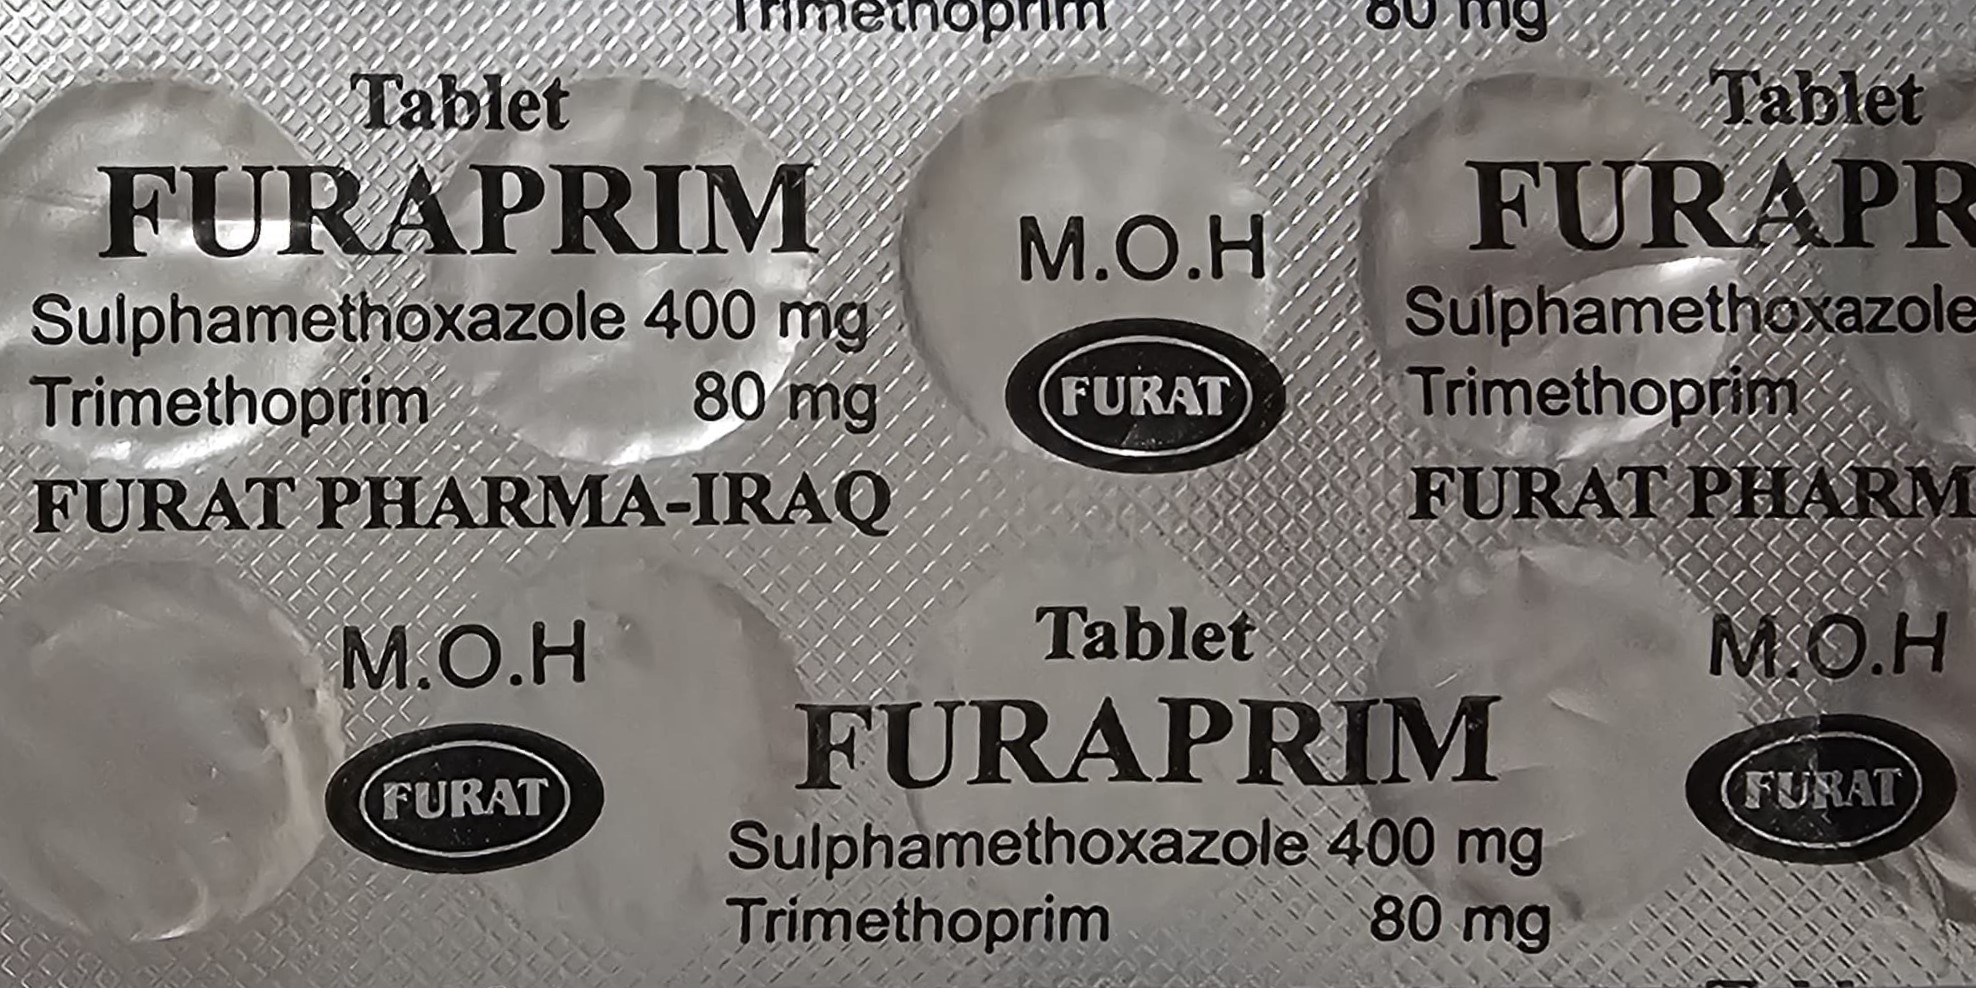 Trimethoprim 80 mg
Tablet
FURAPRIM
Sulphamethoxazole 400 mg
Trimethoprim 80 mg
FURAT PHARMA-IRAQ
M.O.H
FURAT
Tablet
FURAPR
Sulphamethoxazole
Trimethoprim
FURAT PHARM
M.O.H
FURAT
Tablet
FURAPRIM
Sulphamethoxazole 400 mg
Trimethoprim 80 mg
M.O.H
FURAT